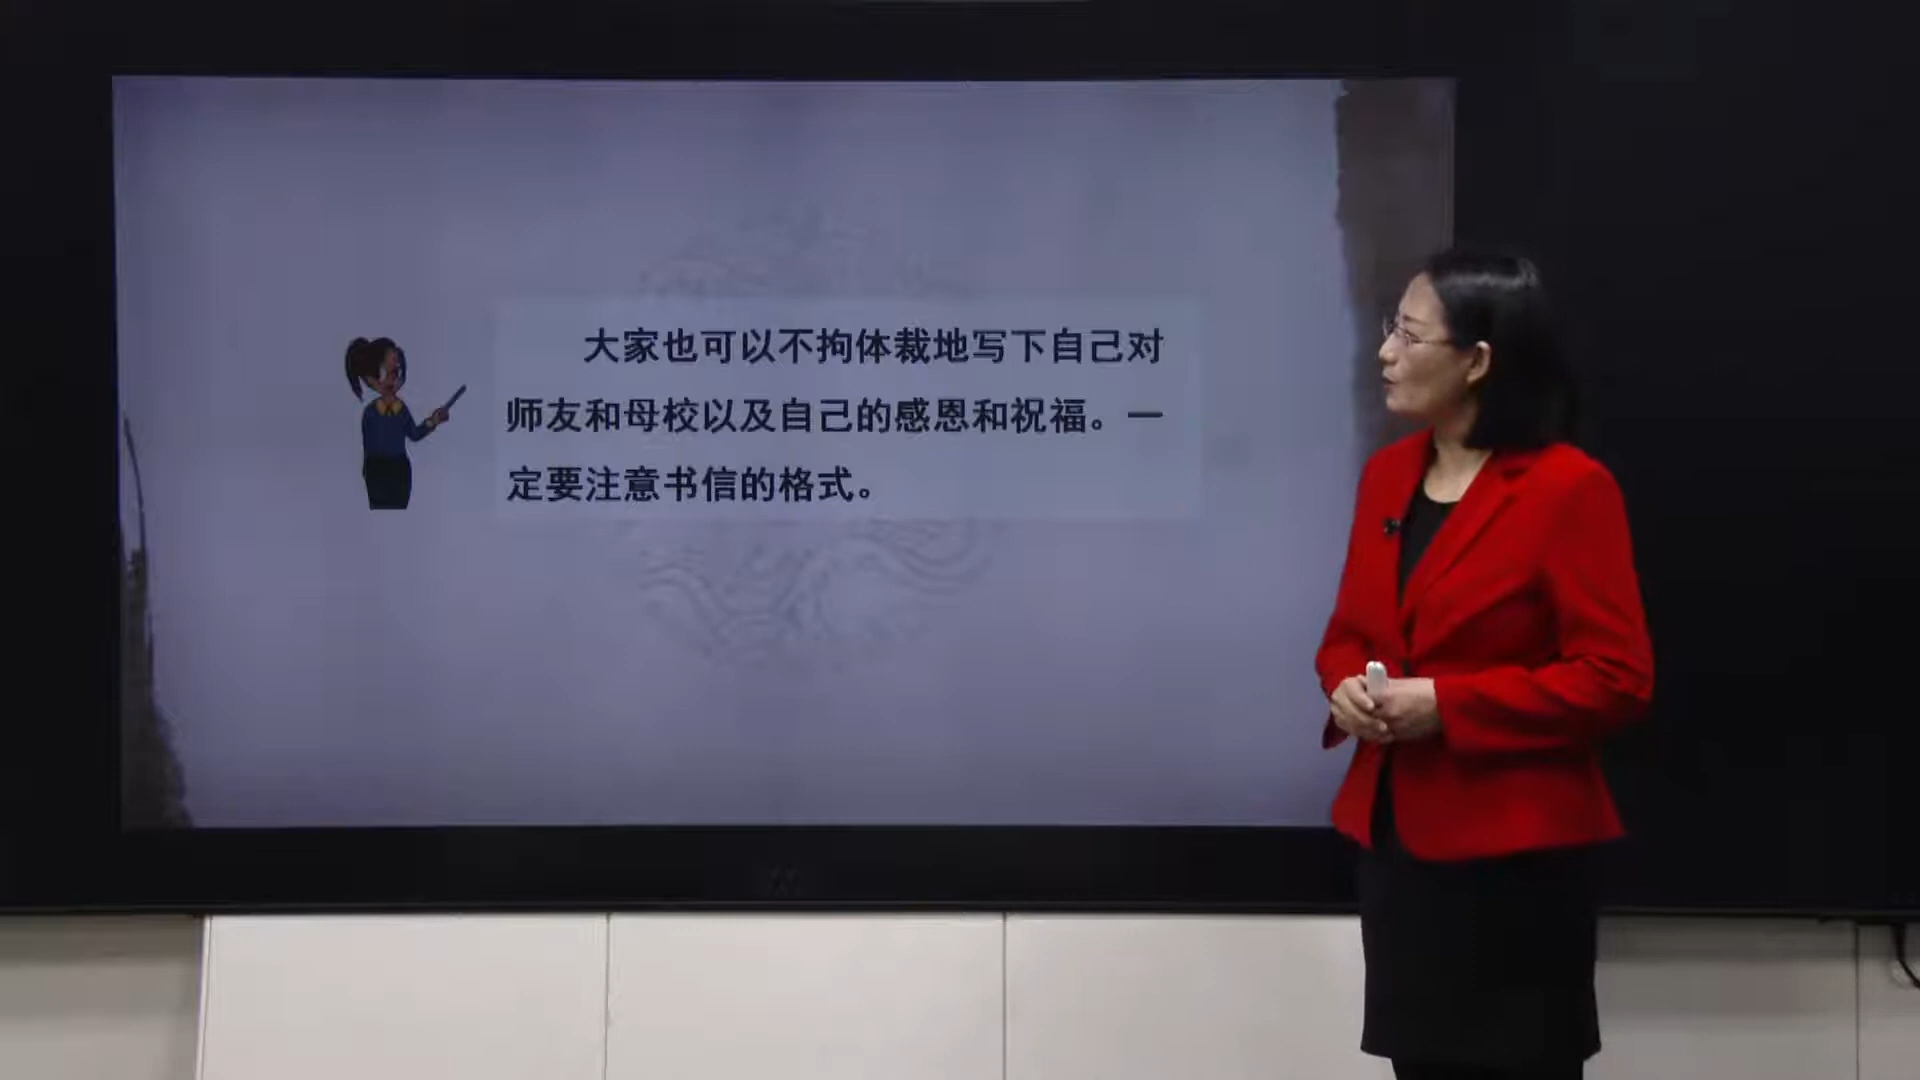 大家也可以不拘体裁地写下自己对
师友和母校以及自己的感恩和祝福。一
定要注意书信的格式。